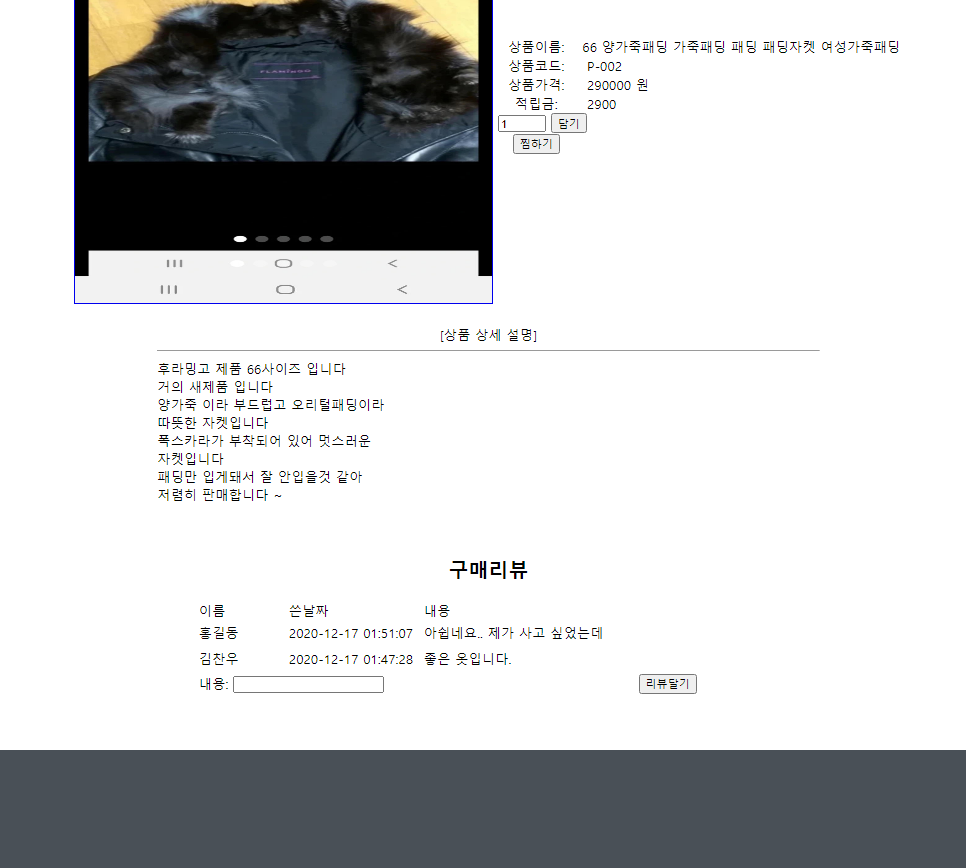 FLAMINGO
상품이름: 66 양가죽패딩 가죽패딩 패딩 패딩자켓 여성가죽패딩
상품코드: P-002
상품가격: 290000 원
적립금: 2900
1 담기
찜하기
[상품 상세 설명]
후라밍고 제품 66사이즈 입니다
거의 새제품 입니다
양가죽 이라 부드럽고 오리털패딩이라
따뜻한 자켓입니다
폭스카라가 부착되어 있어 멋스러운
자켓입니다
패딩만 입게돼서 잘 안입을것 같아
저렴히 판매합니다 ~
구매리뷰
이름 쓴날짜 내용
홍길동 2020-12-17 01:51:07 아쉽네요.. 제가 사고 싶었는데
김찬우 2020-12-17 01:47:28 좋은 옷입니다.
내용: 리뷰달기